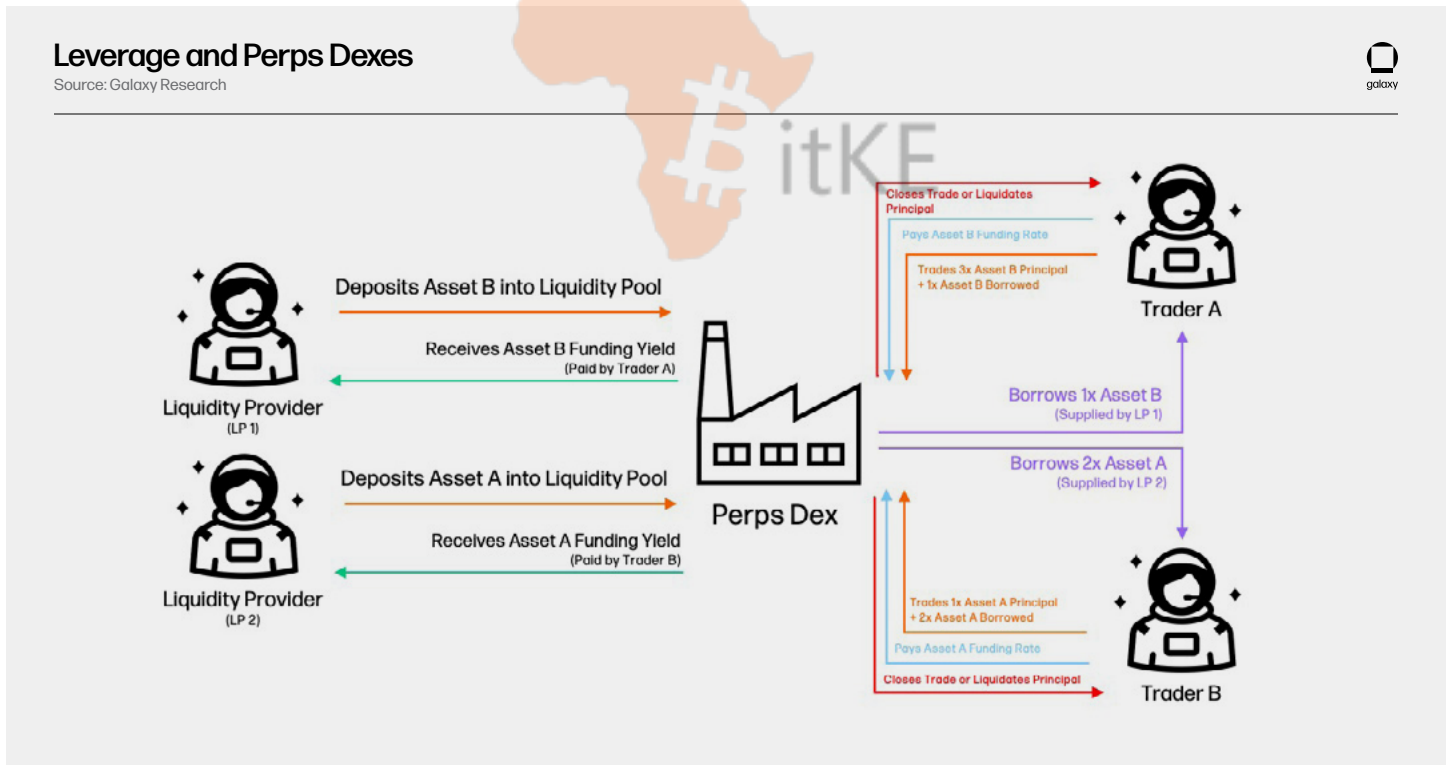 Leverage and Perps Dexes
Source: Galaxy Research
galaxy
itKE
Closes Trade or Liquidates
Principal
Pays Asset B Funding Rate
Trades 3x Asset B Principal
+ 1x Asset B Borrowed
Trader A
Deposits Asset B into Liquidity Pool
Receives Asset B Funding Yield
(Paid by Trader A)
Liquidity Provider
(LP 1)
Borrows 1x Asset B
(Supplied by LP 1)
Borrows 2x Asset A
(Supplied by LP 2)
Deposits Asset A into Liquidity Pool
Perps Dex
Receives Asset A Funding Yield
(Paid by Trader B)
Liquidity Provider
(LP 2)
Trades 1x Asset A Principal
+ 2x Asset A Borrowed
Pays Asset A Funding Rate
Closes Trade or Liquidates Principal
Trader B